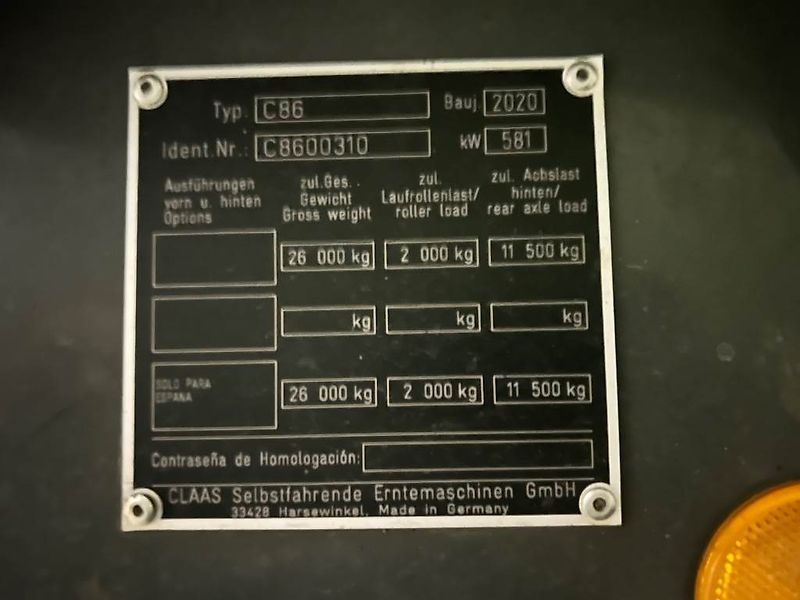 Typ. C86 Bauj. 2020
Ident.Nr.: C8600310 kW 581
Ausführungen vorn u. hinten Options
zul.Ges. Gewicht Gross weight
zul. Laufrollenlast/ roller load
zul. Achslast hinten/ rear axle load
26 000 kg 2 000 kg 11 500 kg
kg kg kg
SOLO PARA ESPANA
26 000 kg 2 000 kg 11 500 kg
Contraseña de Homologación:
CLAAS Selbstfahrende Erntemaschinen GmbH
33428 Harsewinkel, Made in Germany